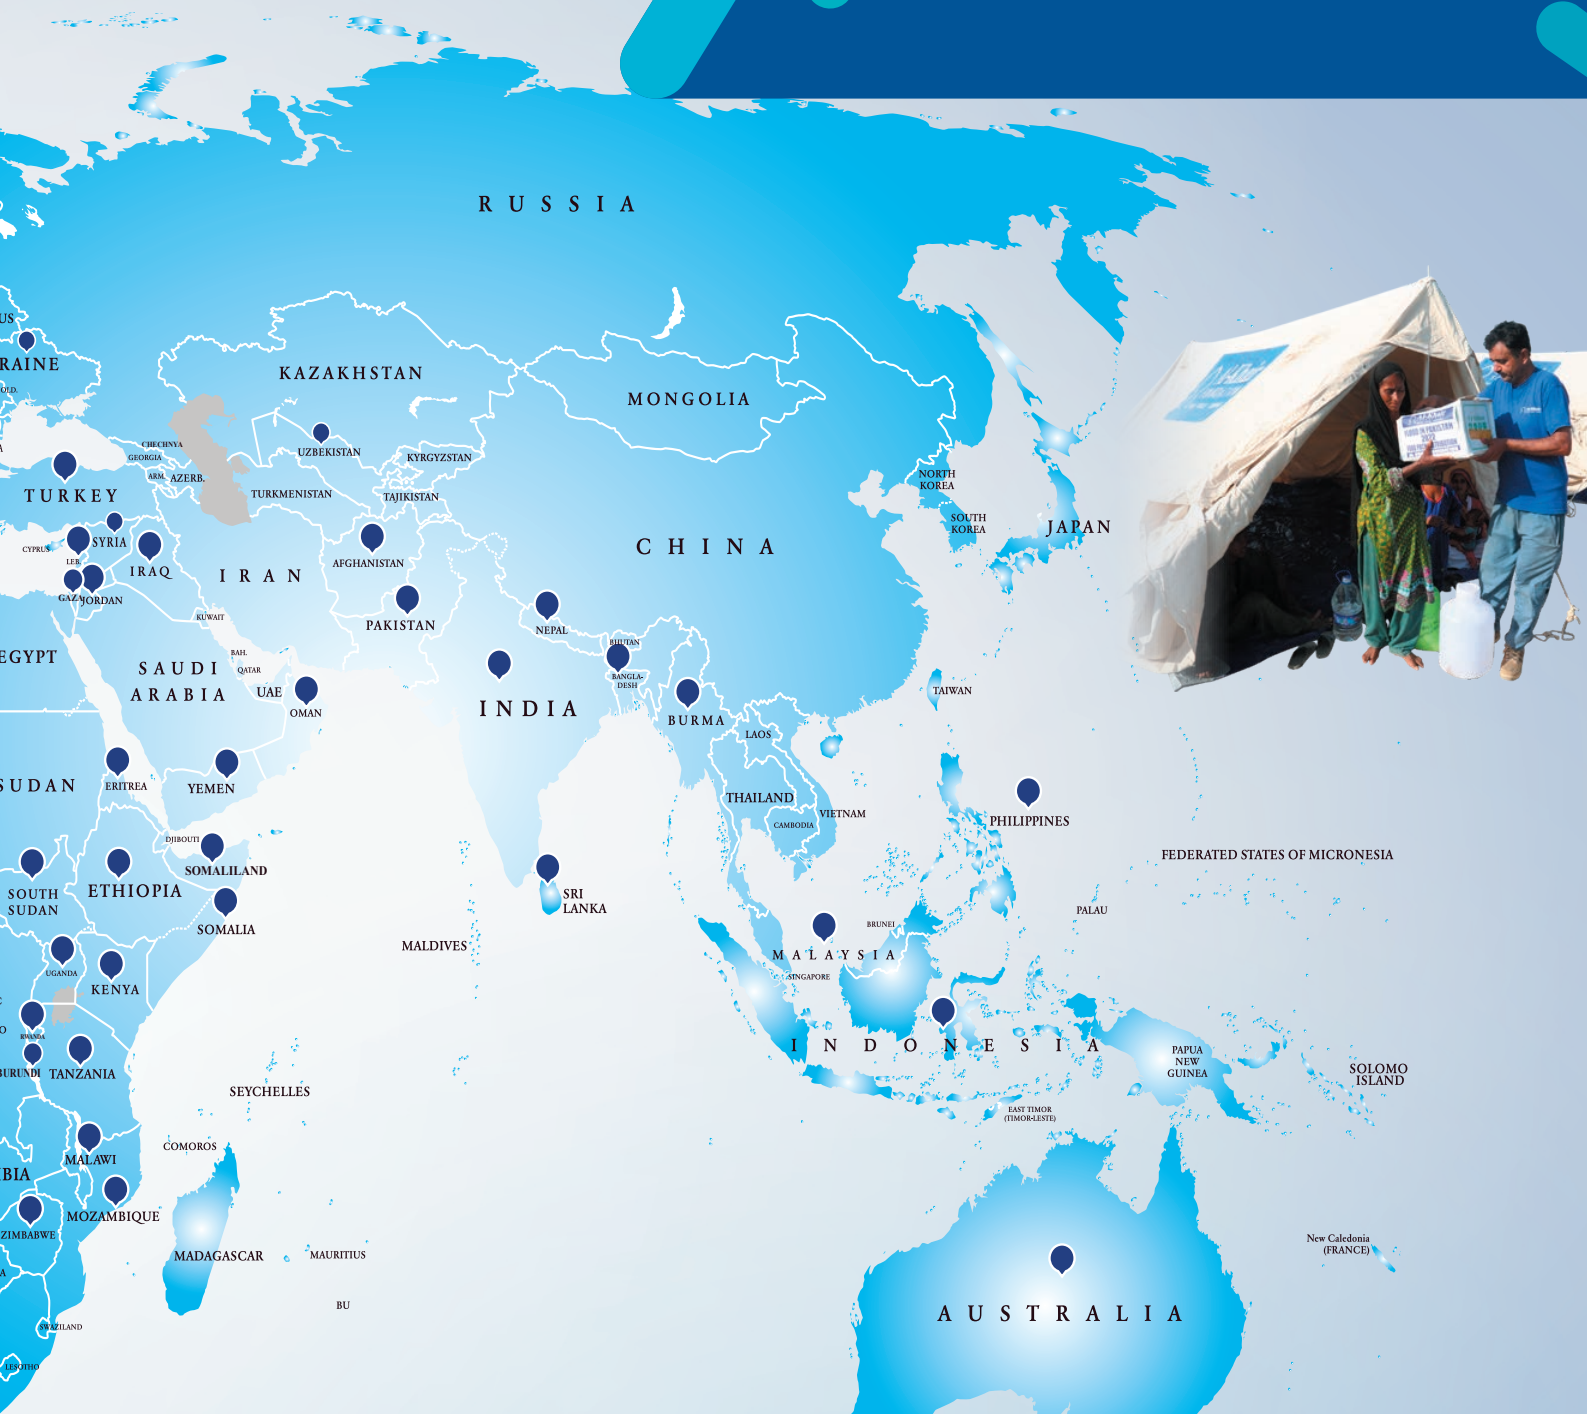 RUSSIA
US
RAINE
OLD.
KAZAKHSTAN
MONGOLIA
CHECHNYA
GEORGIA
ARM.
AZERB.
UZBEKISTAN
KYRGYZSTAN
TURKMENISTAN
TAJIKISTAN
TURKEY
NORTH
KOREA
SOUTH
KOREA
JAPAN
CHINA
CYPRUS
SYRIA
LEB.
IRAQ
IRAN
AFGHANISTAN
GAZA
JORDAN
KUWAIT
PAKISTAN
NEPAL
BHUTAN
BANGLA-
DESH
EGYPT
SAUDI
ARABIA
BAH.
QATAR
UAE
OMAN
INDIA
BURMA
TAIWAN
LAOS
THAILAND
CAMBODIA
VIETNAM
PHILIPPINES
SUDAN
ERITREA
YEMEN
DJIBOUTI
SOMALILAND
SOUTH
SUDAN
ETHIOPIA
SOMALIA
SRI
LANKA
MALDIVES
FEDERATED STATES OF MICRONESIA
PALAU
BRUNEI
MALAYSIA
SINGAPORE
UGANDA
KENYA
O
RWANDA
BURUNDI
TANZANIA
INDONESIA
PAPUA
NEW
GUINEA
SOLOMO
ISLAND
EAST TIMOR
(TIMOR-LESTE)
SEYCHELLES
COMOROS
MALAWI
BIA
MOZAMBIQUE
ZIMBABWE
MADAGASCAR
MAURITIUS
BU
A
SWAZILAND
LESOTHO
AUSTRALIA
New Caledonia
(FRANCE)
FLOOD IN PAKISTAN
2022